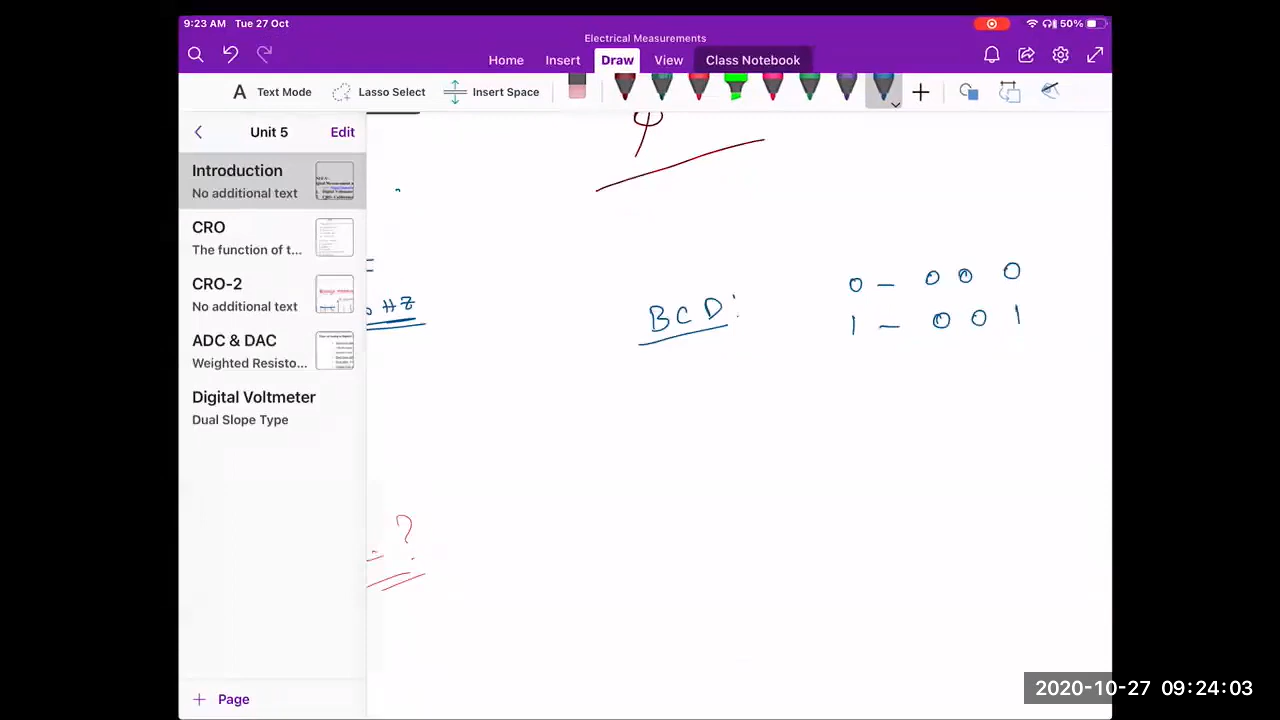 9:23 AM Tue 27 Oct
50%
Electrical Measurements
Home Insert Draw View Class Notebook
A Text Mode Lasso Select Insert Space
Unit 5 Edit
Introduction
No additional text
CRO
The function of t...
CRO-2
No additional text
ADC & DAC
Weighted Resisto...
Digital Voltmeter
Dual Slope Type
HZ
BCD:
0 - 0 0 0
1 - 0 0 1
= ?
+ Page
2020-10-27 09:24:03